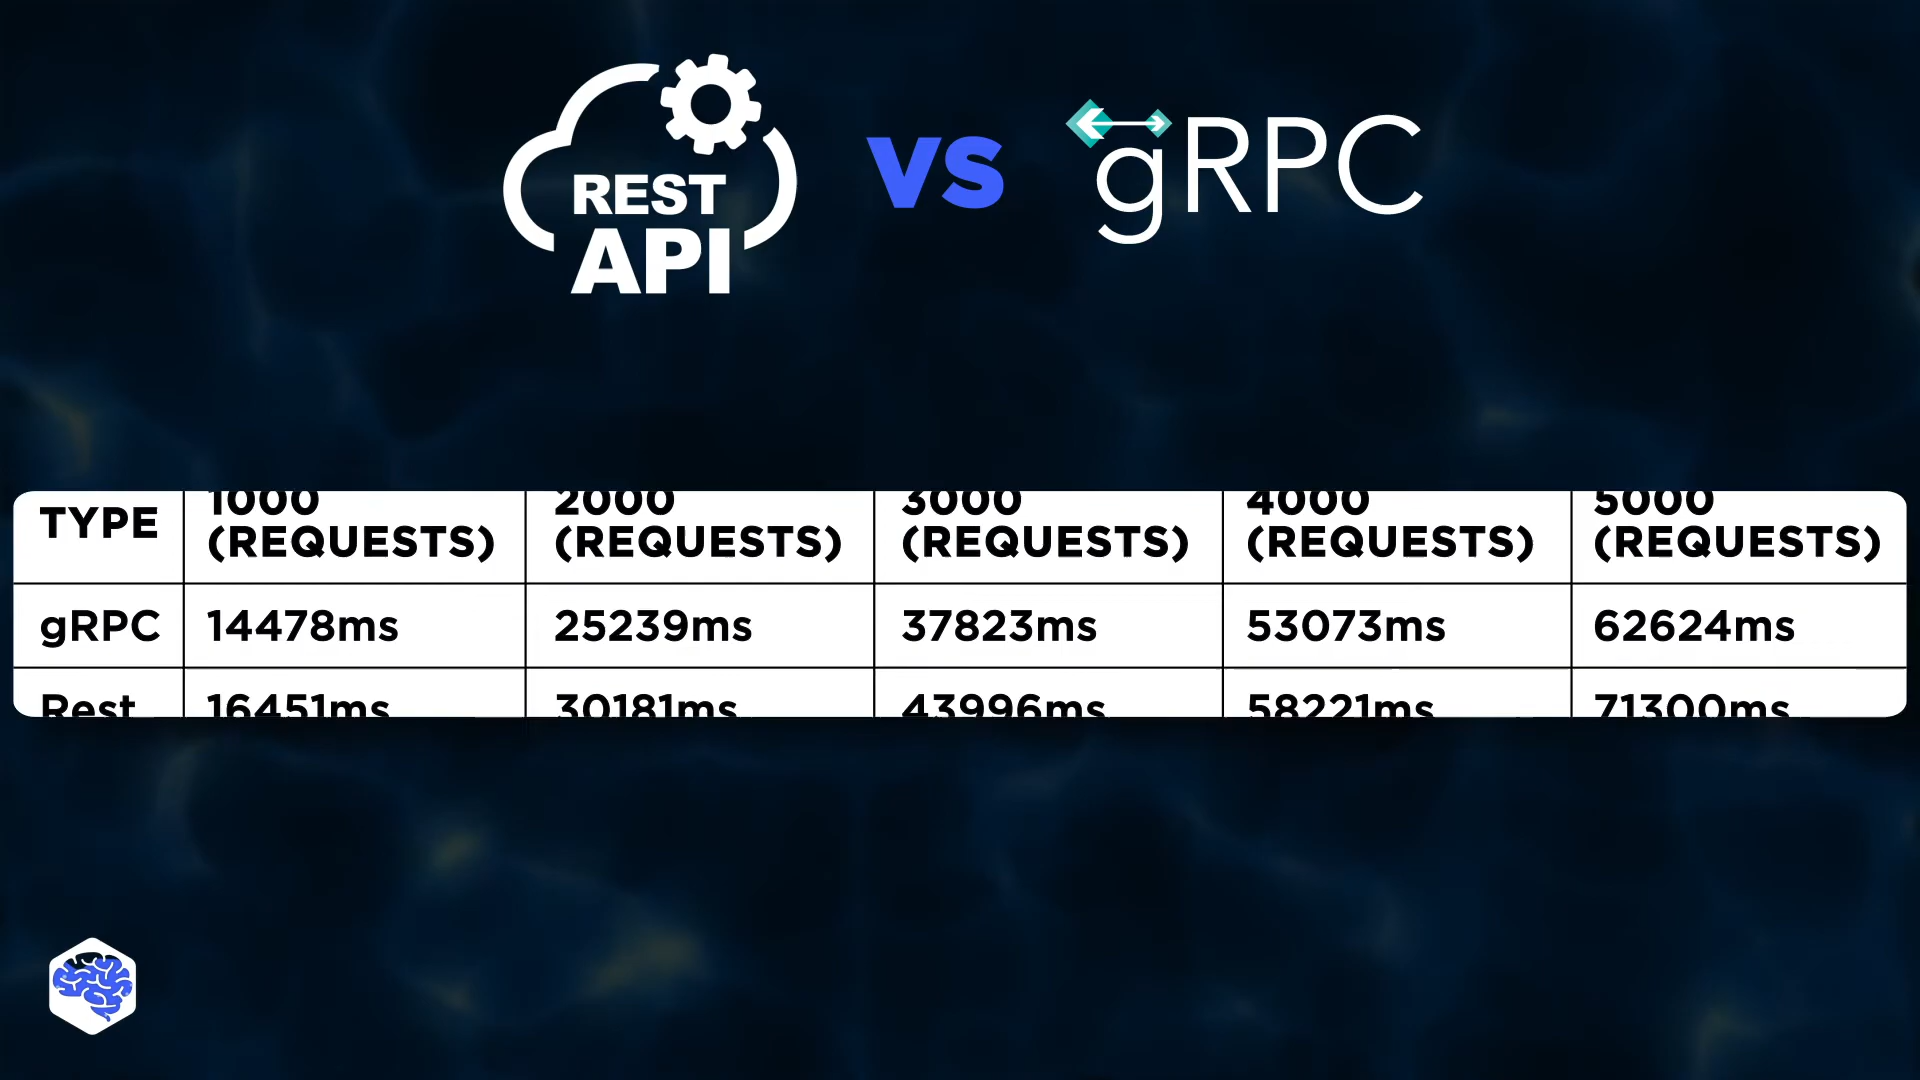 REST
API
VS
gRPC
TYPE 1000 (REQUESTS) 2000 (REQUESTS) 3000 (REQUESTS) 4000 (REQUESTS) 5000 (REQUESTS)
gRPC 14478ms 25239ms 37823ms 53073ms 62624ms
Rest 16451ms 30181ms 43996ms 58221ms 71300ms